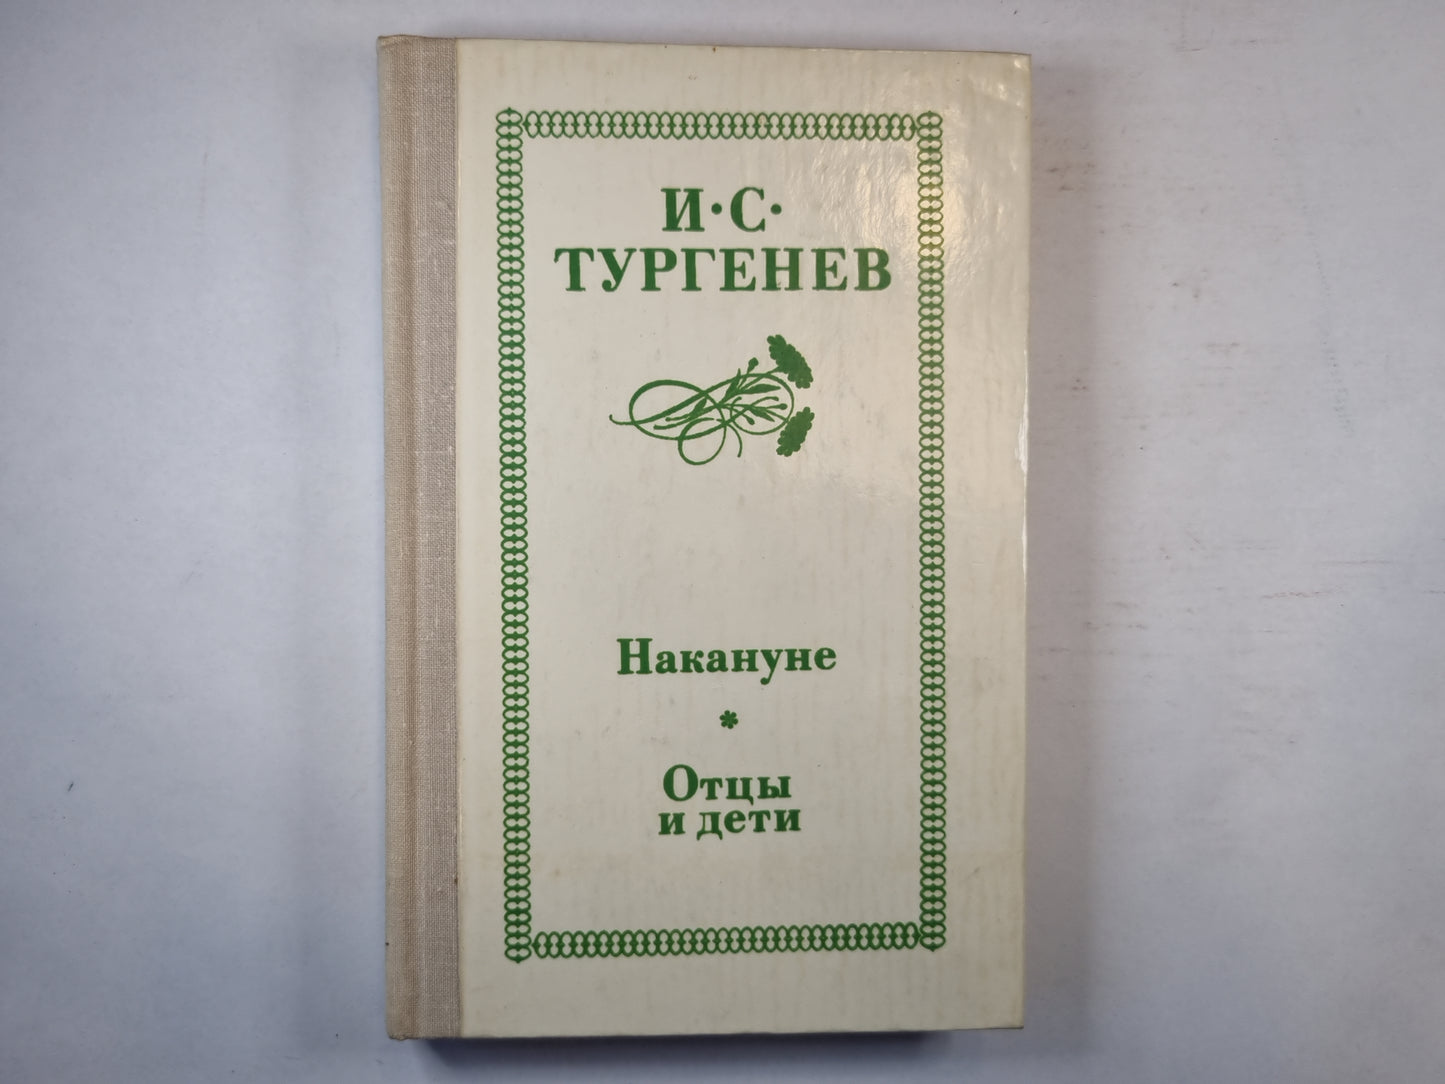 И·С·
ТУРГЕНЕВ
Накануне
*
Отцы
и дети